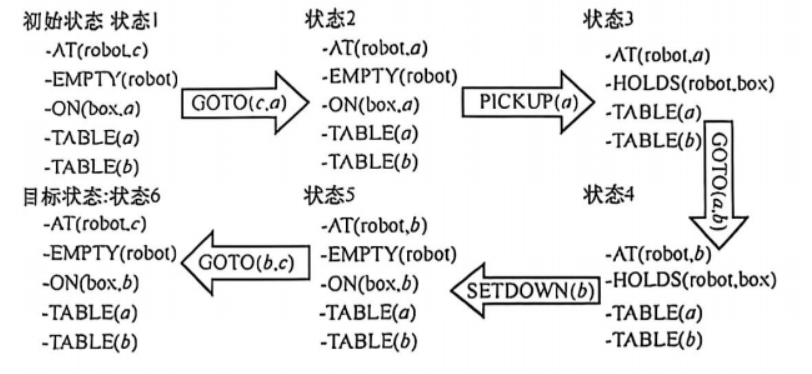 初始状态 状态1
-AT(robot,c)
-EMPTY(robot)
-ON(box,a)
-TABLE(a)
-TABLE(b)
GOTO(c,a)
状态2
-AT(robot,a)
-EMPTY(robot)
-ON(box,a)
-TABLE(a)
-TABLE(b)
PICKUP(a)
状态3
-AT(robot,a)
-HOLDS(robot,box)
-TABLE(a)
-TABLE(b)
GOTO(a,b)
状态4
-AT(robot,b)
-HOLDS(robot,box)
-TABLE(a)
-TABLE(b)
SETDOWN(b)
状态5
-AT(robot,b)
-EMPTY(robot)
-ON(box,b)
-TABLE(a)
-TABLE(b)
GOTO(b,c)
目标状态:状态6
-AT(robot,c)
-EMPTY(robot)
-ON(box,b)
-TABLE(a)
-TABLE(b)